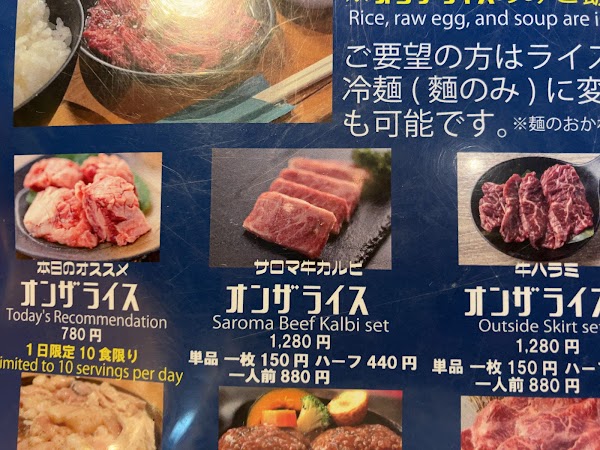 Rice, raw egg, and soup are i
ご要望の方はライス
冷麺(麺のみ)に変
も可能です。※麺のおか
本日のオススメ
オンザライス
Today's Recommendation
780円
1日限定10食限り
imited to 10 servings per day
サロマ牛カルビ
オンザライス
Saroma Beef Kalbi set
1,280円
単品 一枚150円 ハーフ440円
一人前880円
牛ハラミ
オンザライス
Outside Skirt set
1,280円
単品 一枚150円 ハーフ
一人前880円